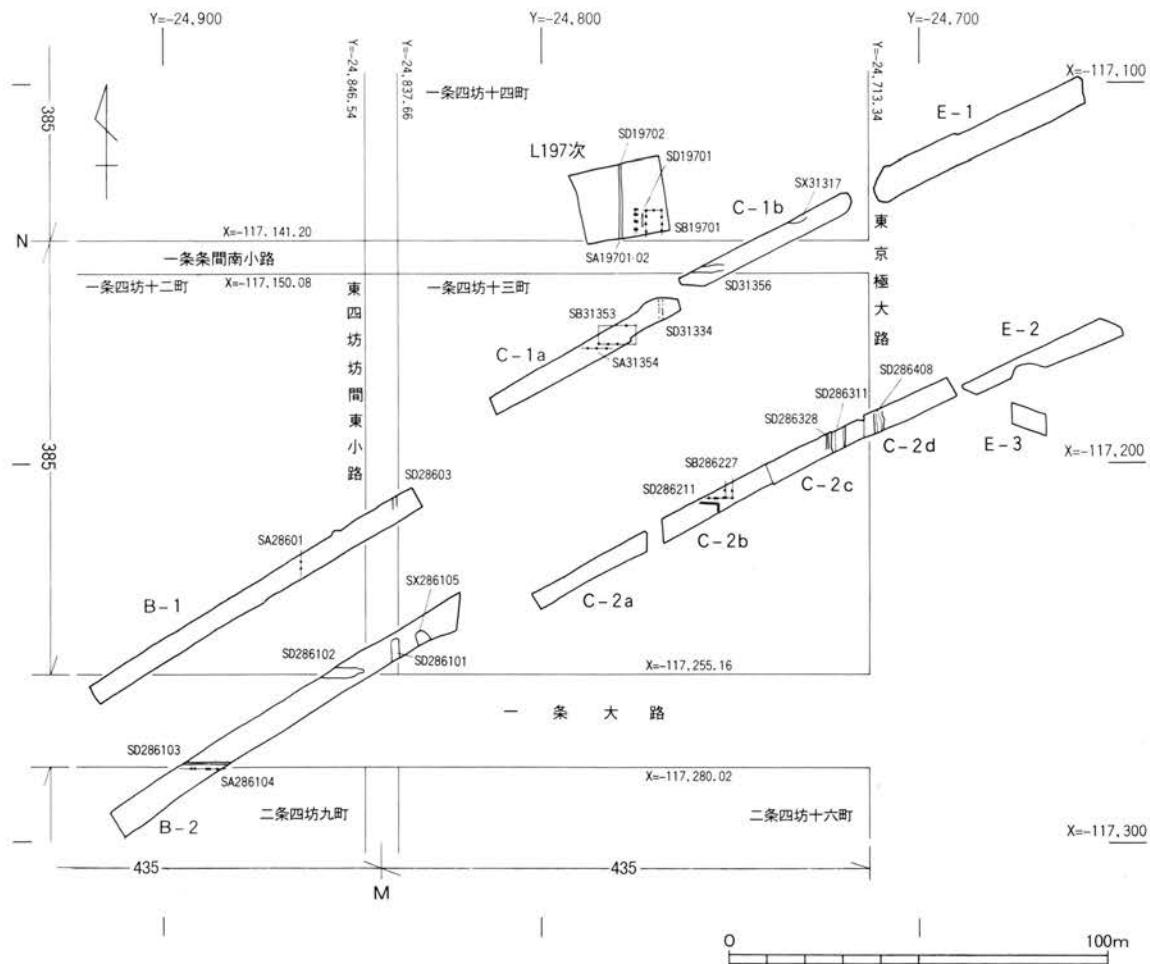 Y=-24,900
Y=-24,800
Y=-24,700
Y=-24,846.54
Y=-24,837.66
Y=-24,713.34
X=-117,100
一条四坊十四町
E-1
385
SD19702
L197次
SD19701
SX31317
C-1b
SB19701
SA19701·02
N
X=-117,141.20
一条条間南小路
一条四坊十二町
X=-117,150.08
一条四坊十三町
SD31356
東京極大路
東四坊坊間東小路
SB31353
SD31334
C-1a
SA31354
E-2
SD286408
SD286311
SD286328
C-2d
E-3
X=-117,200
385
SB286227
SD286211
C-2c
C-2b
SD28603
SA28601
C-2a
B-1
SX286105
SD286102
SD286101
X=-117,255.16
一条大路
SD286103
SA286104
X=-117,280.02
二条四坊九町
二条四坊十六町
B-2
X=-117,300
435
435
M
0
100m